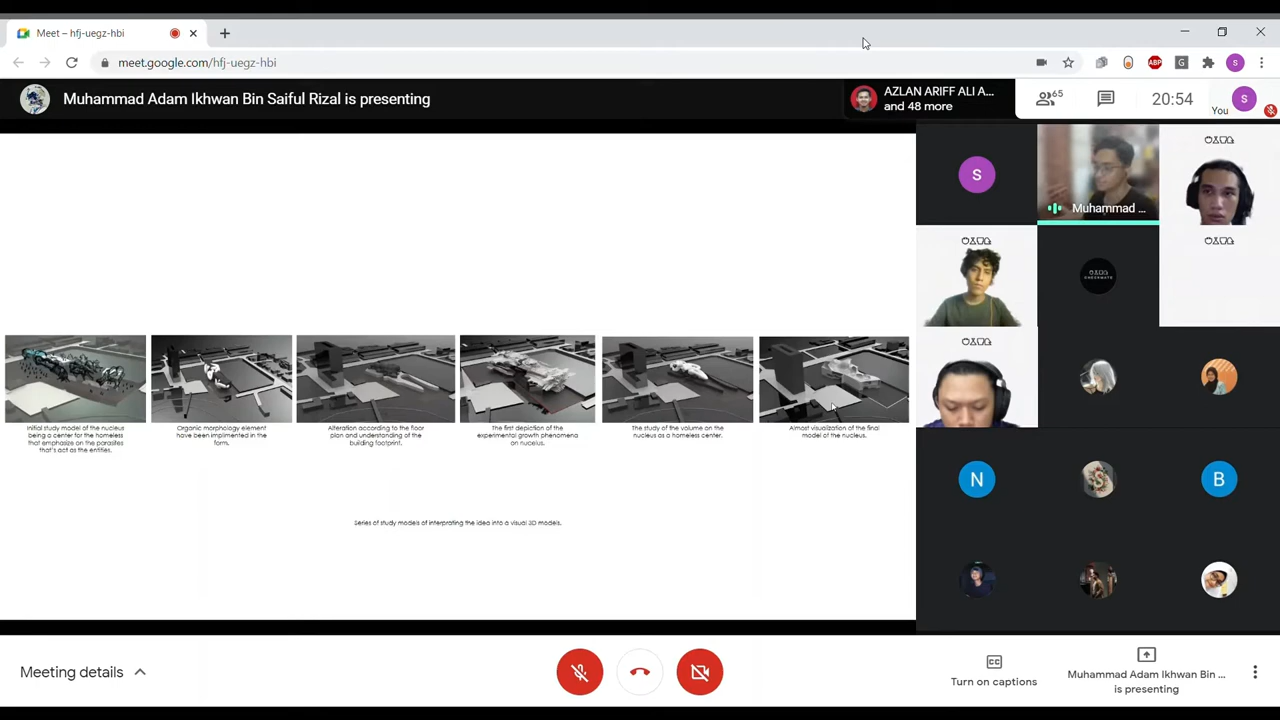 Meet – hfj-uegz-hbi
meet.google.com/hfj-uegz-hbi
ABP
G
S
Muhammad Adam Ikhwan Bin Saiful Rizal is presenting
AZLAN ARIFF ALI A...
and 48 more
65
20:54
You
S
S
Muhammad ...
CHECKMATE
N
B
Initial study model of the nucleus
being a center for the homeless
that emphasize on the parasites
that's act as the entities.
Organic morphology element
have been implimented in the
form.
Alteration according to the floor
plan and understanding of the
building footprint.
The first depiction of the
experimental growth phenomena
on nucelus.
The study of the volume on the
nucleus as a homeless center.
Almost visualization of the final
model of the nucleus.
Series of study models of interprating the idea into a visual 3D models.
Meeting details
CC
Turn on captions
Muhammad Adam Ikhwan Bin ...
is presenting